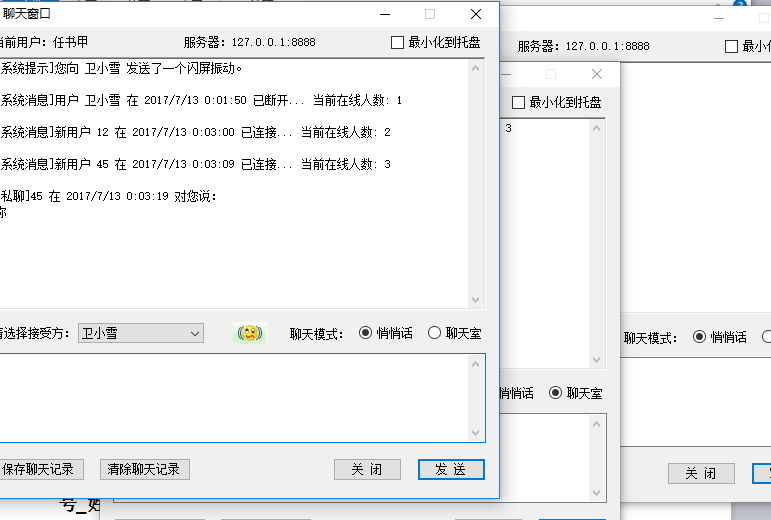 聊天窗口
当前用户: 任书甲 服务器: 127.0.0.1:8888 最小化到托盘
系统提示]您向 卫小雪 发送了一个闪屏振动。
系统消息]用户 卫小雪 在 2017/7/13 0:01:50 已断开... 当前在线人数: 1
系统消息]新用户 12 在 2017/7/13 0:03:00 已连接... 当前在线人数: 2
系统消息]新用户 45 在 2017/7/13 0:03:09 已连接... 当前在线人数: 3
私聊]45 在 2017/7/13 0:03:19 对您说:
你
请选择接受方: 卫小雪 聊天模式: 悄悄话 聊天室
保存聊天记录 清除聊天记录 关 闭 发 送
最小化到托盘
3
悄悄话 聊天室
服务器: 127.0.0.1:8888 最小化
聊天模式: 悄悄话
关 闭
号_姓